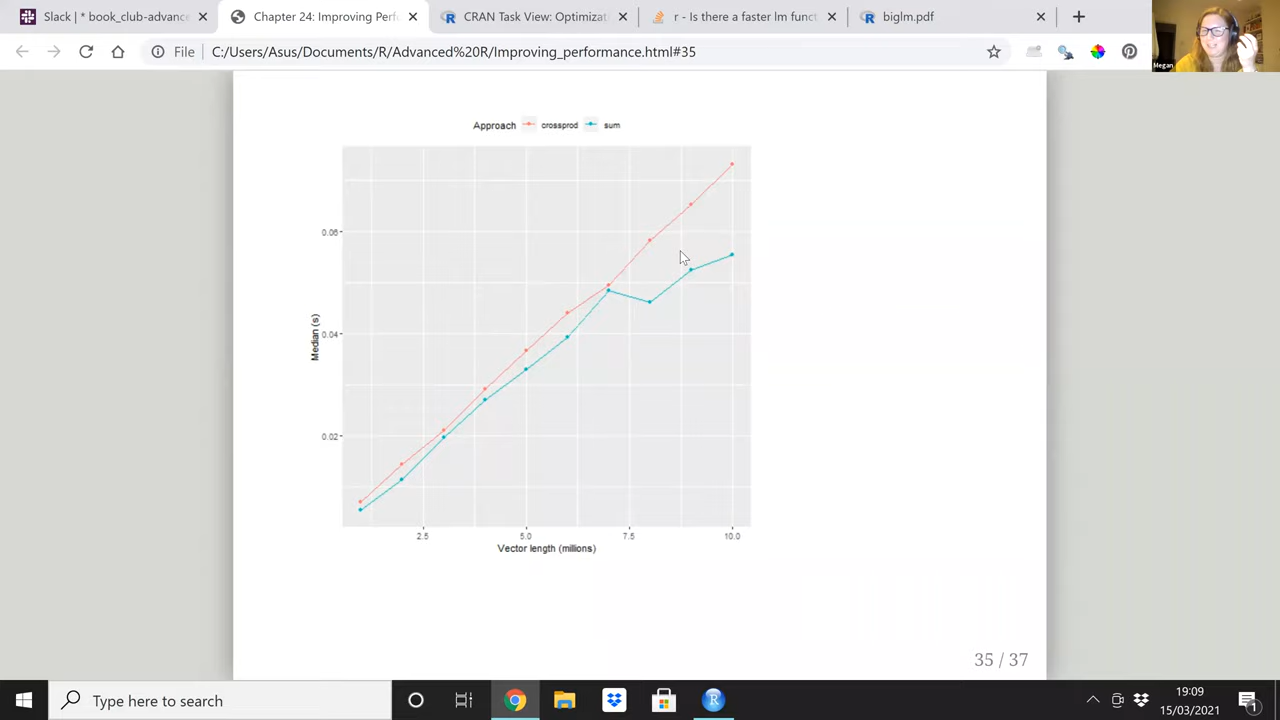 Slack | * book_club-advanc
Chapter 24: Improving Perfo
CRAN Task View: Optimizati
r - Is there a faster lm funct
biglm.pdf
File
C:/Users/Asus/Documents/R/Advanced%20R/Improving_performance.html#35
Megan
Approach crossprod sum
0.06
0.04
0.02
Median (s)
2.5 5.0 7.5 10.0
Vector length (millions)
35 / 37
Type here to search
19:09
15/03/2021
1